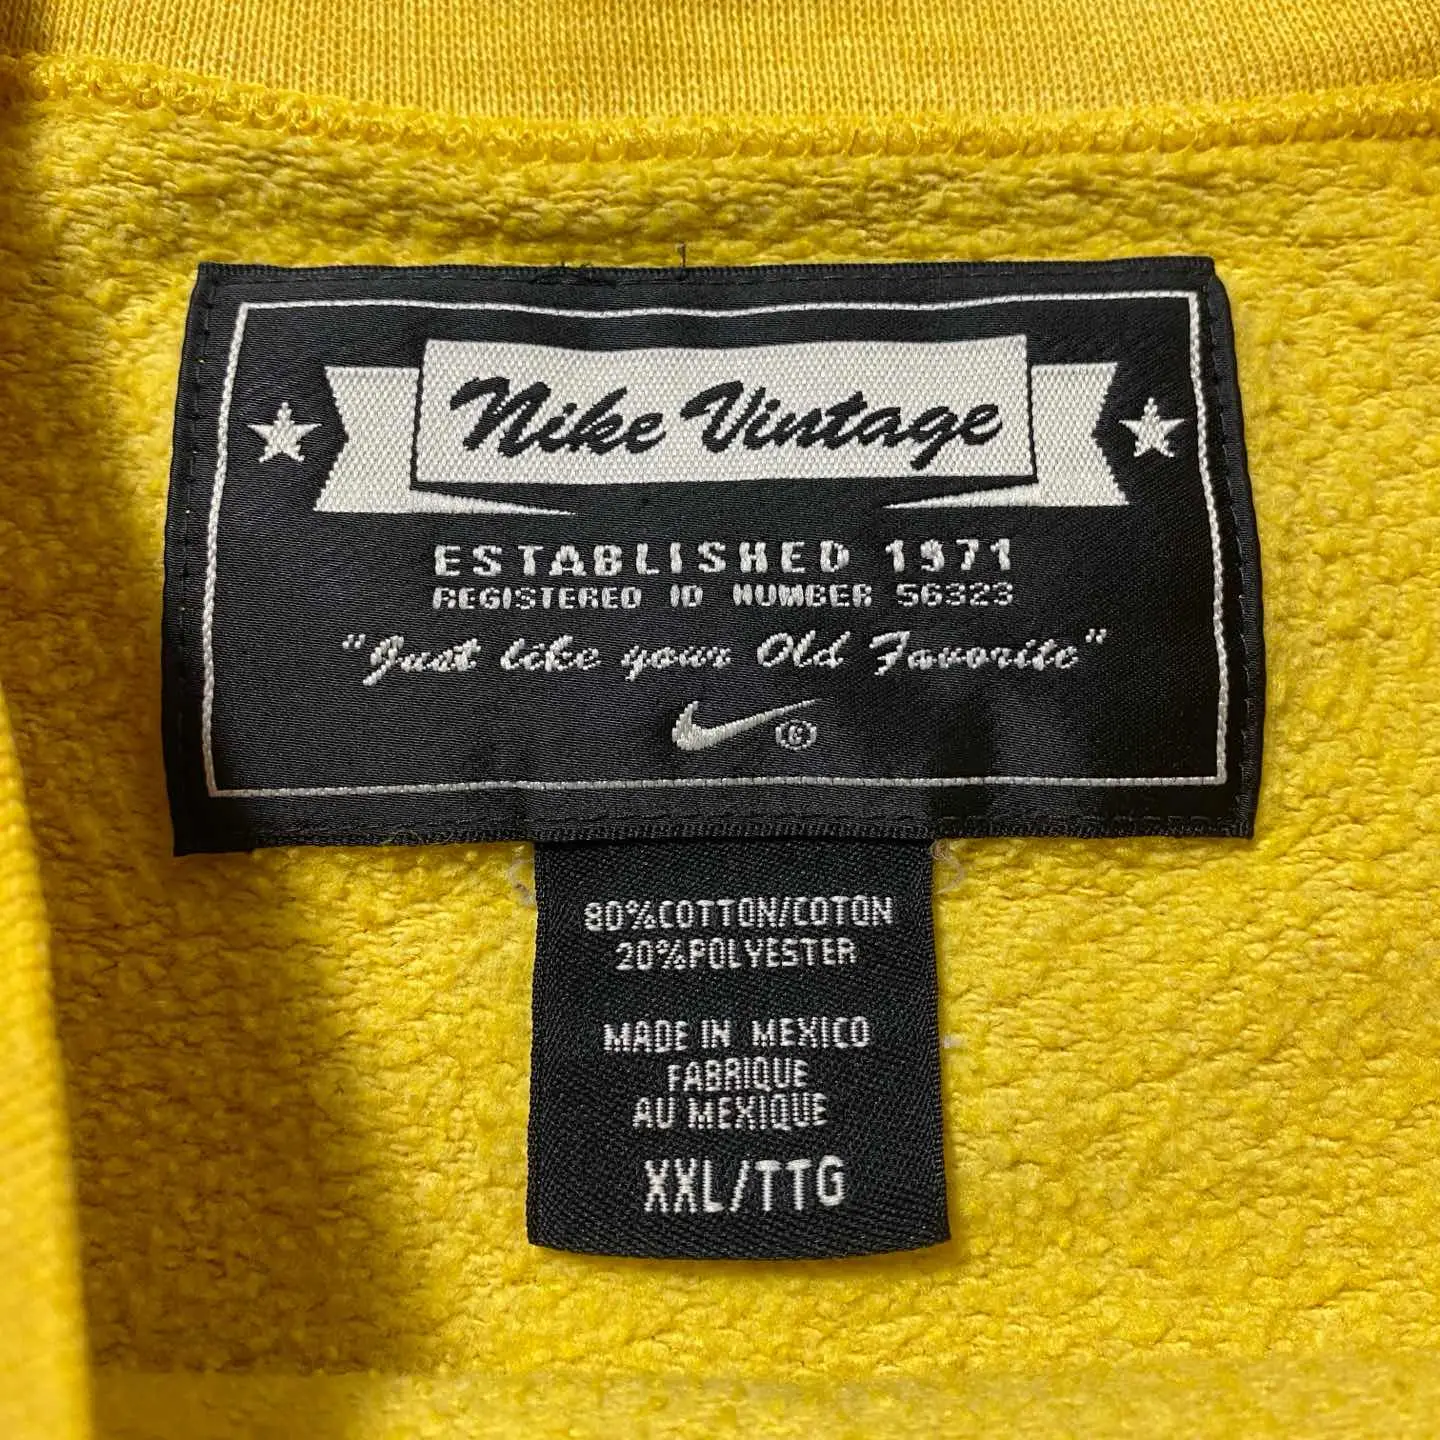 Nike Vintage
ESTABLISHED 1971
REGISTERED ID NUMBER 56323
"Just like your Old Favorite"
80%COTTON/COTON
20%POLYESTER
MADE IN MEXICO
FABRIQUE
AU MEXIQUE
XXL/TTG